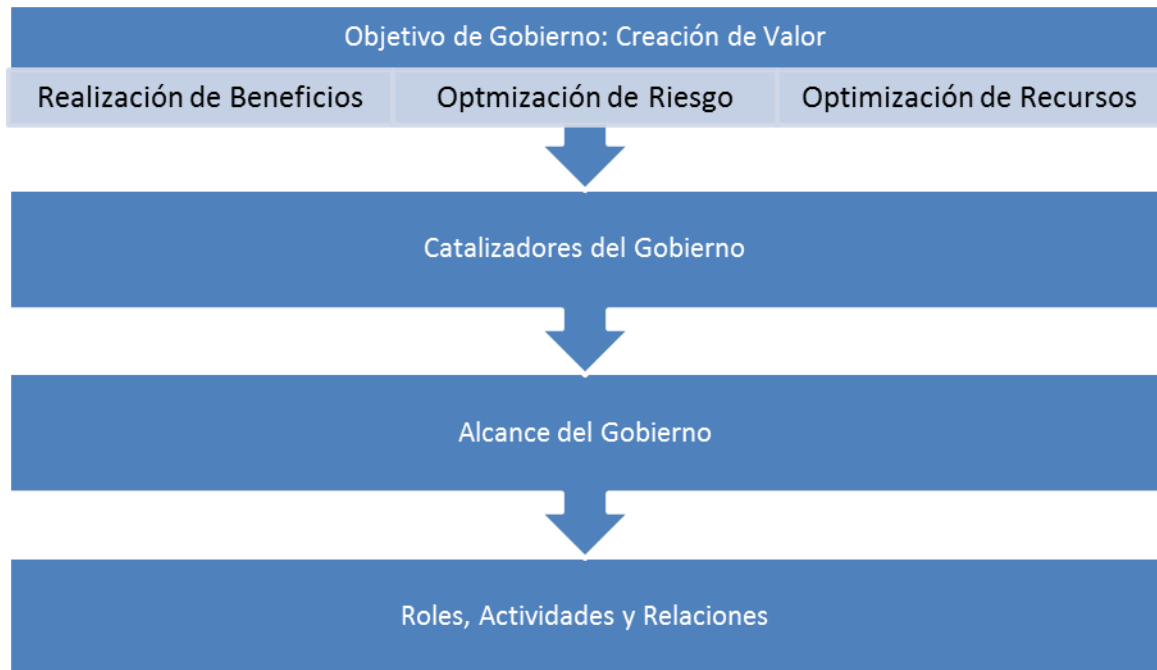 Objetivo de Gobierno: Creación de Valor
Realización de Beneficios
Optmización de Riesgo
Optimización de Recursos
Catalizadores del Gobierno
Alcance del Gobierno
Roles, Actividades y Relaciones